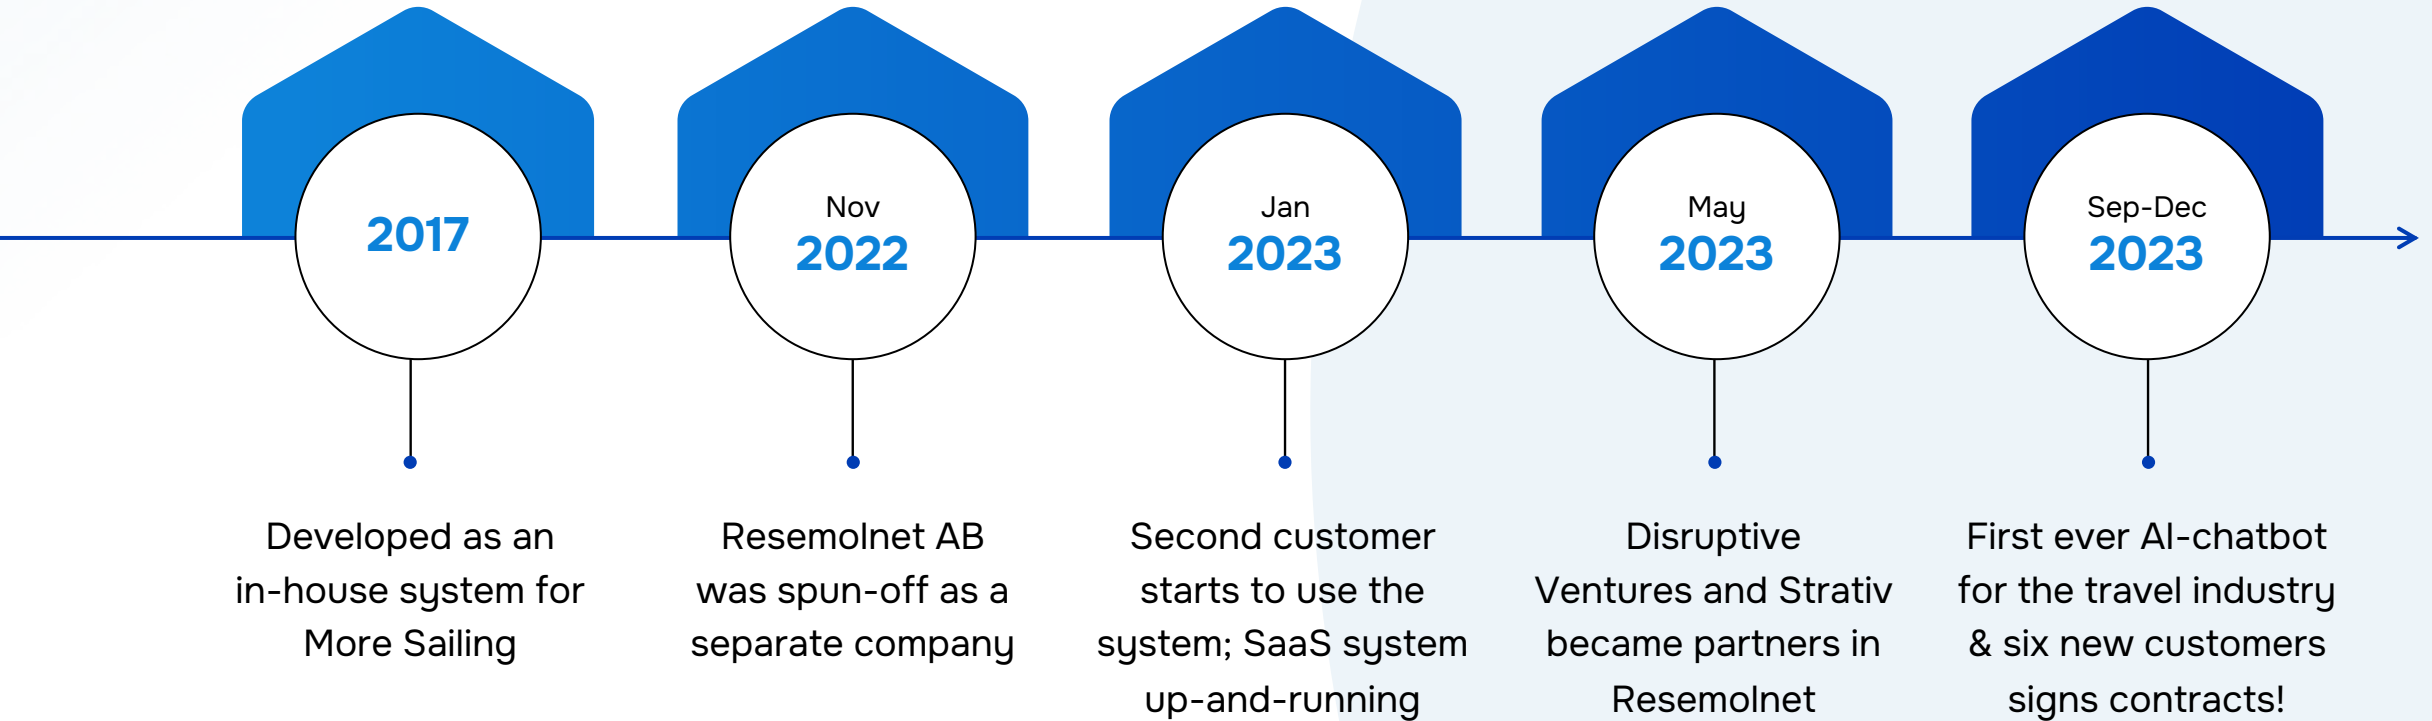 2017
Developed as an
in-house system for
More Sailing
Nov
2022
Resemolnet AB
was spun-off as a
separate company
Jan
2023
Second customer
starts to use the
system; SaaS system
up-and-running
May
2023
Disruptive
Ventures and Strativ
became partners in
Resemolnet
Sep-Dec
2023
First ever AI-chatbot
for the travel industry
& six new customers
signs contracts!